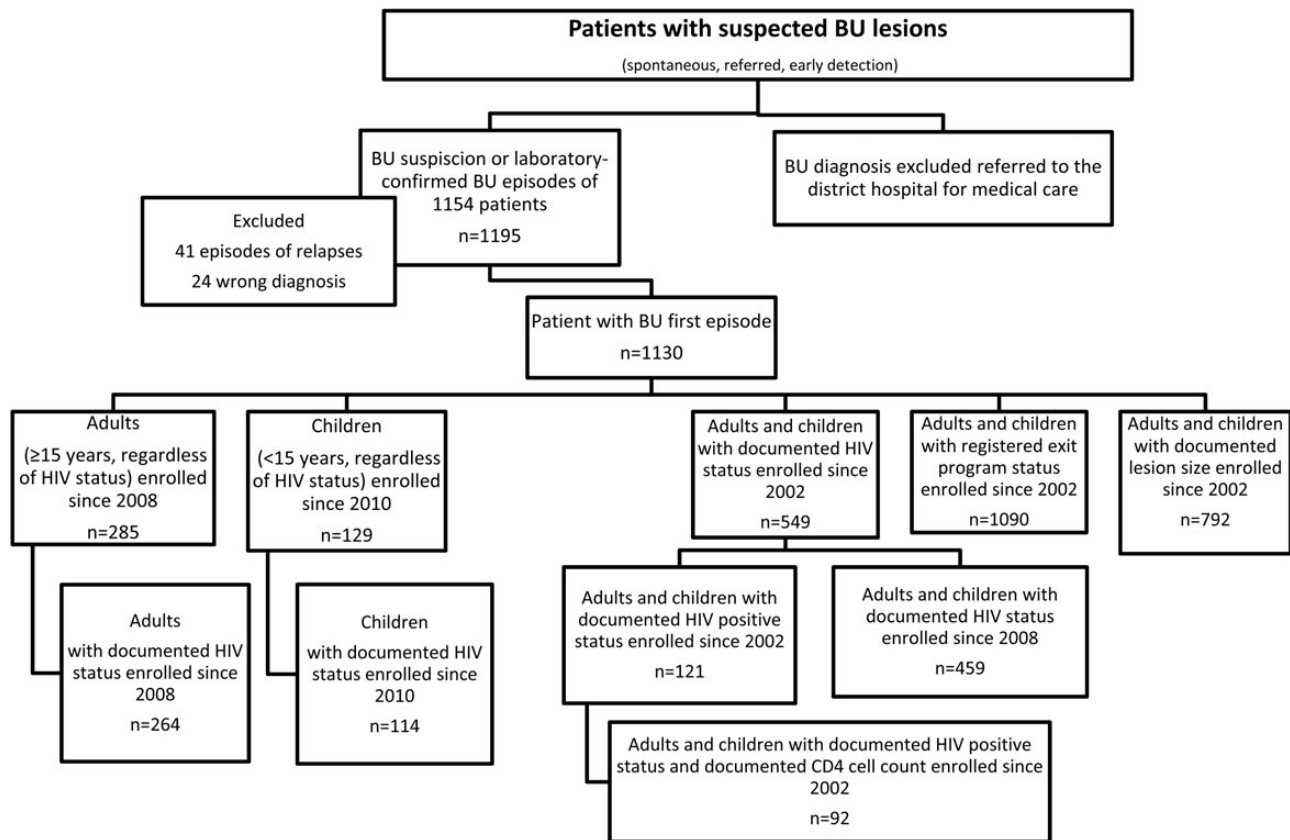 Patients with suspected BU lesions
(spontaneous, referred, early detection)
BU suspiscion or laboratory-
confirmed BU episodes of
1154 patients
n=1195
BU diagnosis excluded referred to the
district hospital for medical care
Excluded
41 episodes of relapses
24 wrong diagnosis
Patient with BU first episode
n=1130
Adults
(≥15 years, regardless
of HIV status) enrolled
since 2008
n=285
Children
(<15 years, regardless
of HIV status) enrolled
since 2010
n=129
Adults and children
with documented HIV
status enrolled since
2002
n=549
Adults and children
with registered exit
program status
enrolled since 2002
n=1090
Adults and children
with documented
lesion size enrolled
since 2002
n=792
Adults
with documented HIV
status enrolled since
2008
n=264
Children
with documented HIV
status enrolled since
2010
n=114
Adults and children with
documented HIV positive
status enrolled since 2002
n=121
Adults and children with
documented HIV status
enrolled since 2008
n=459
Adults and children with documented HIV positive
status and documented CD4 cell count enrolled since
2002
n=92